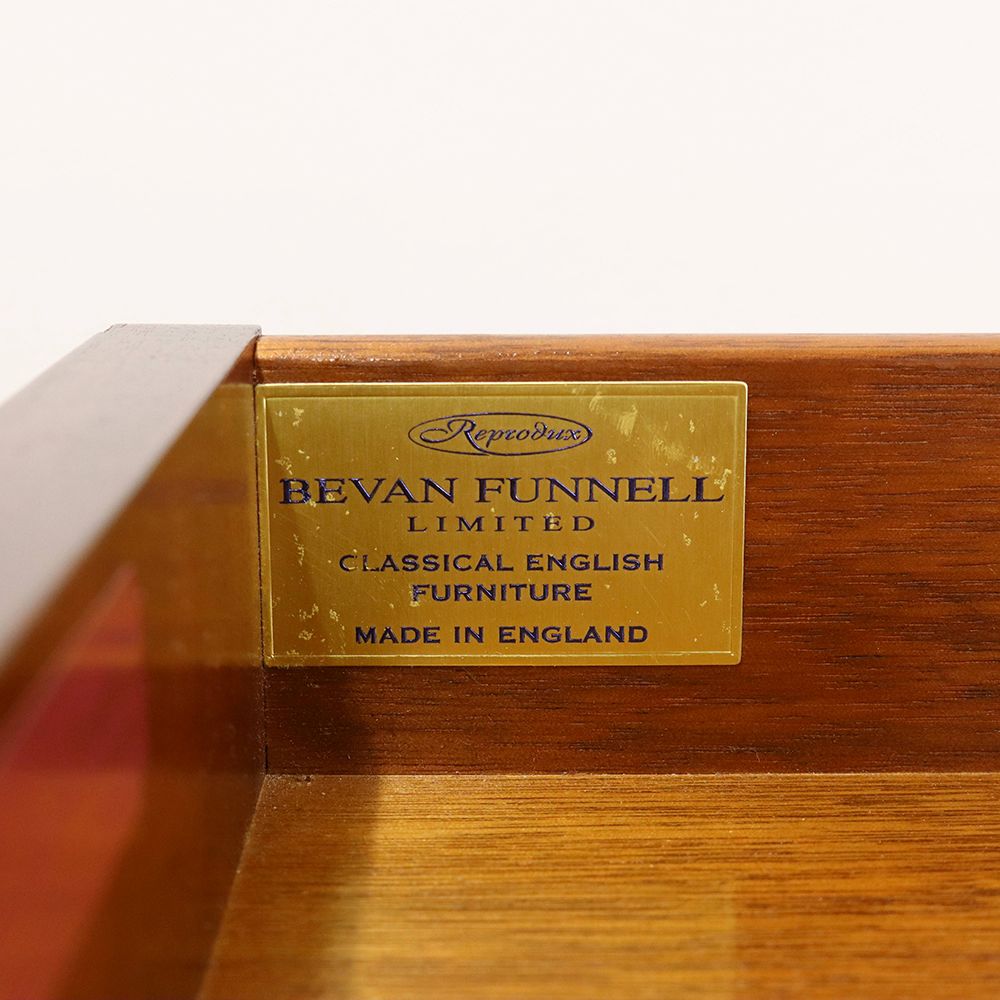 Reprodux
BEVAN FUNNELL
LIMITED
CLASSICAL ENGLISH
FURNITURE
MADE IN ENGLAND